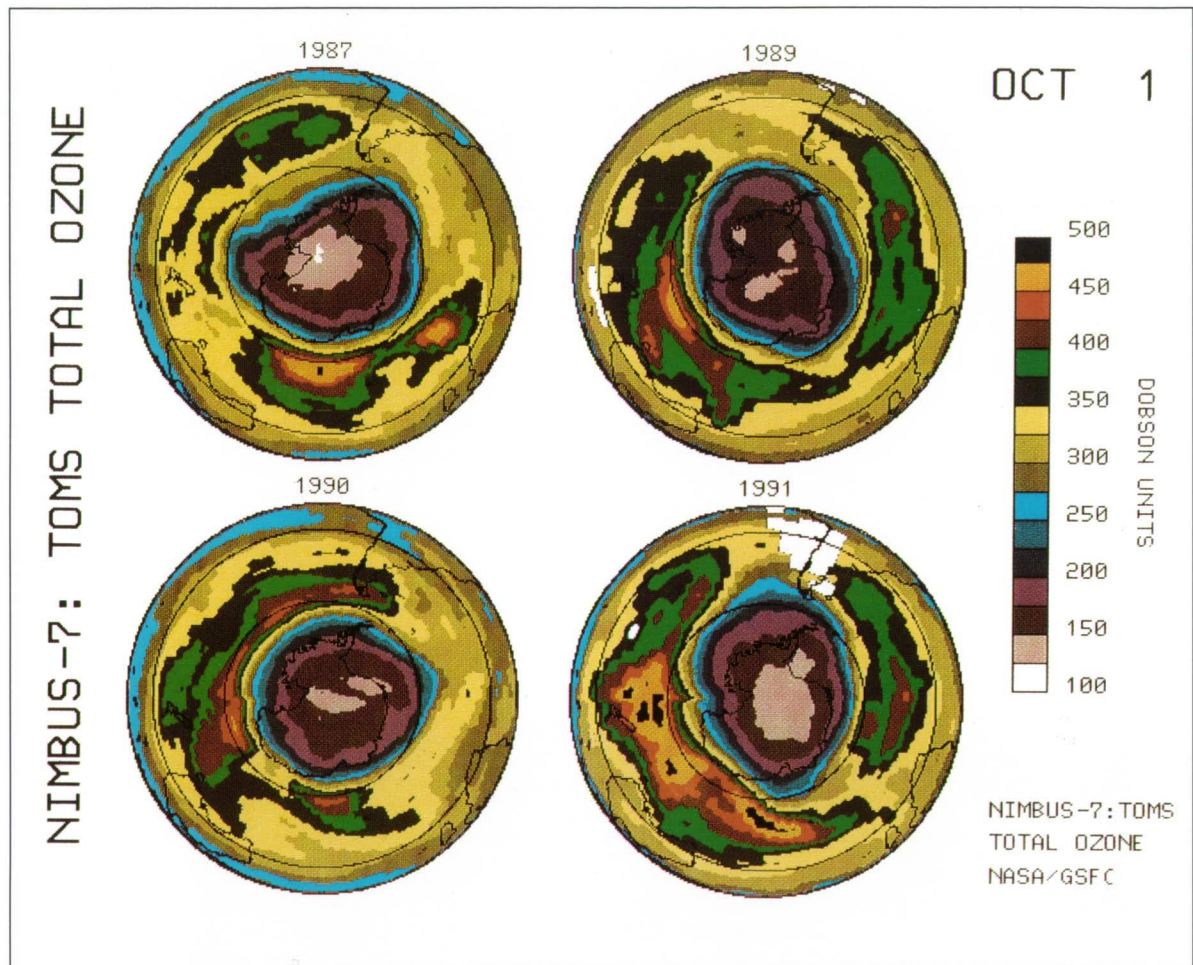 NIMBUS-7: TOMS TOTAL OZONE
1987
1989
OCT 1
1990
1991
500
450
400
350
300
250
200
150
100
DOBSON UNITS
NIMBUS-7:TOMS
TOTAL OZONE
NASA/GSFC